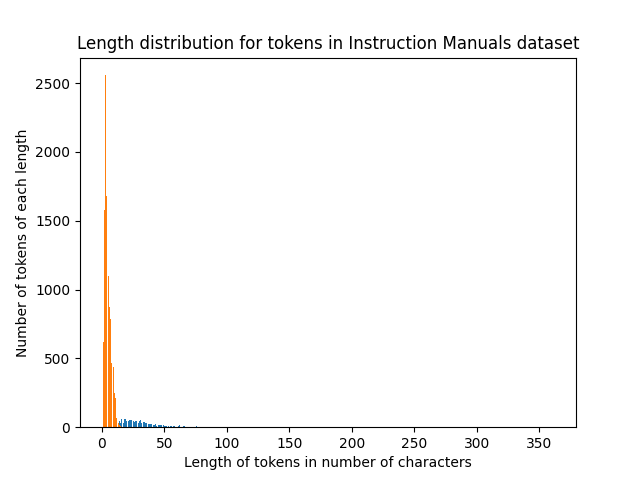 Length distribution for tokens in Instruction Manuals dataset
2500
2000
1500
1000
500
0
Number of tokens of each length
0 50 100 150 200 250 300 350
Length of tokens in number of characters